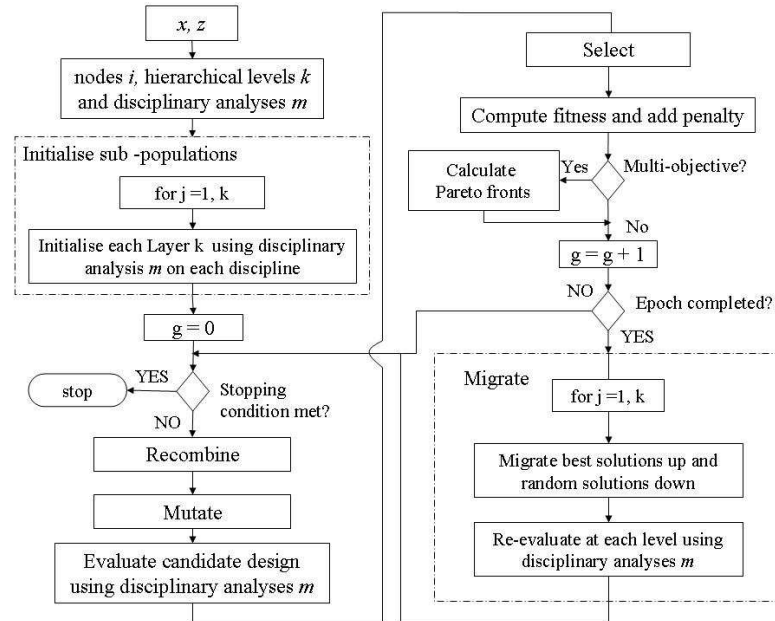 x, z
nodes i, hierarchical levels k
and disciplinary analyses m
Initialise sub -populations
for j =1, k
Initialise each Layer k using disciplinary
analysis m on each discipline
g = 0
YES
stop
Stopping
condition met?
NO
Recombine
Mutate
Evaluate candidate design
using disciplinary analyses m
Select
Compute fitness and add penalty
Calculate
Pareto fronts
Yes
Multi-objective?
No
g = g + 1
NO
Epoch completed?
YES
Migrate
for j =1, k
Migrate best solutions up and
random solutions down
Re-evaluate at each level using
disciplinary analyses m